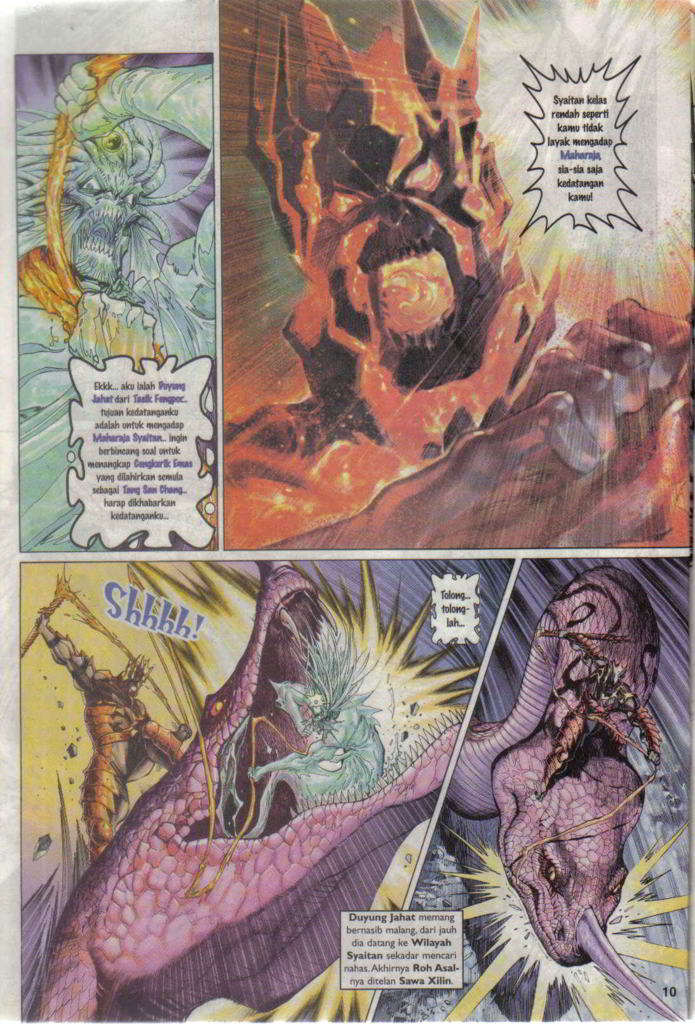 Ekkk... aku ialah Duyung
Jahat dari Tasik Fengpoc..
tujuan kedatanganku
adalah untuk mengadap
Maharaja Syaitan.. ingin
berbincang soal untuk
menangkap Cengkerik Emas
yang dilahirkan semula
sebagai Tang San Chang..
harap dikhabarkan
kedatanganku...
Syaitan kelas
rendah seperti
kamu tidak
layak mengadap
Maharaja,
sia-sia saja
kedatangan
kamu!
Shhhh!
Tolong...
tolong-
lah...
Duyung Jahat memang
bernasib malang, dari jauh
dia datang ke Wilayah
Syaitan sekadar mencari
nahas. Akhirnya Roh Asal-
nya ditelan Sawa Xilin.
10